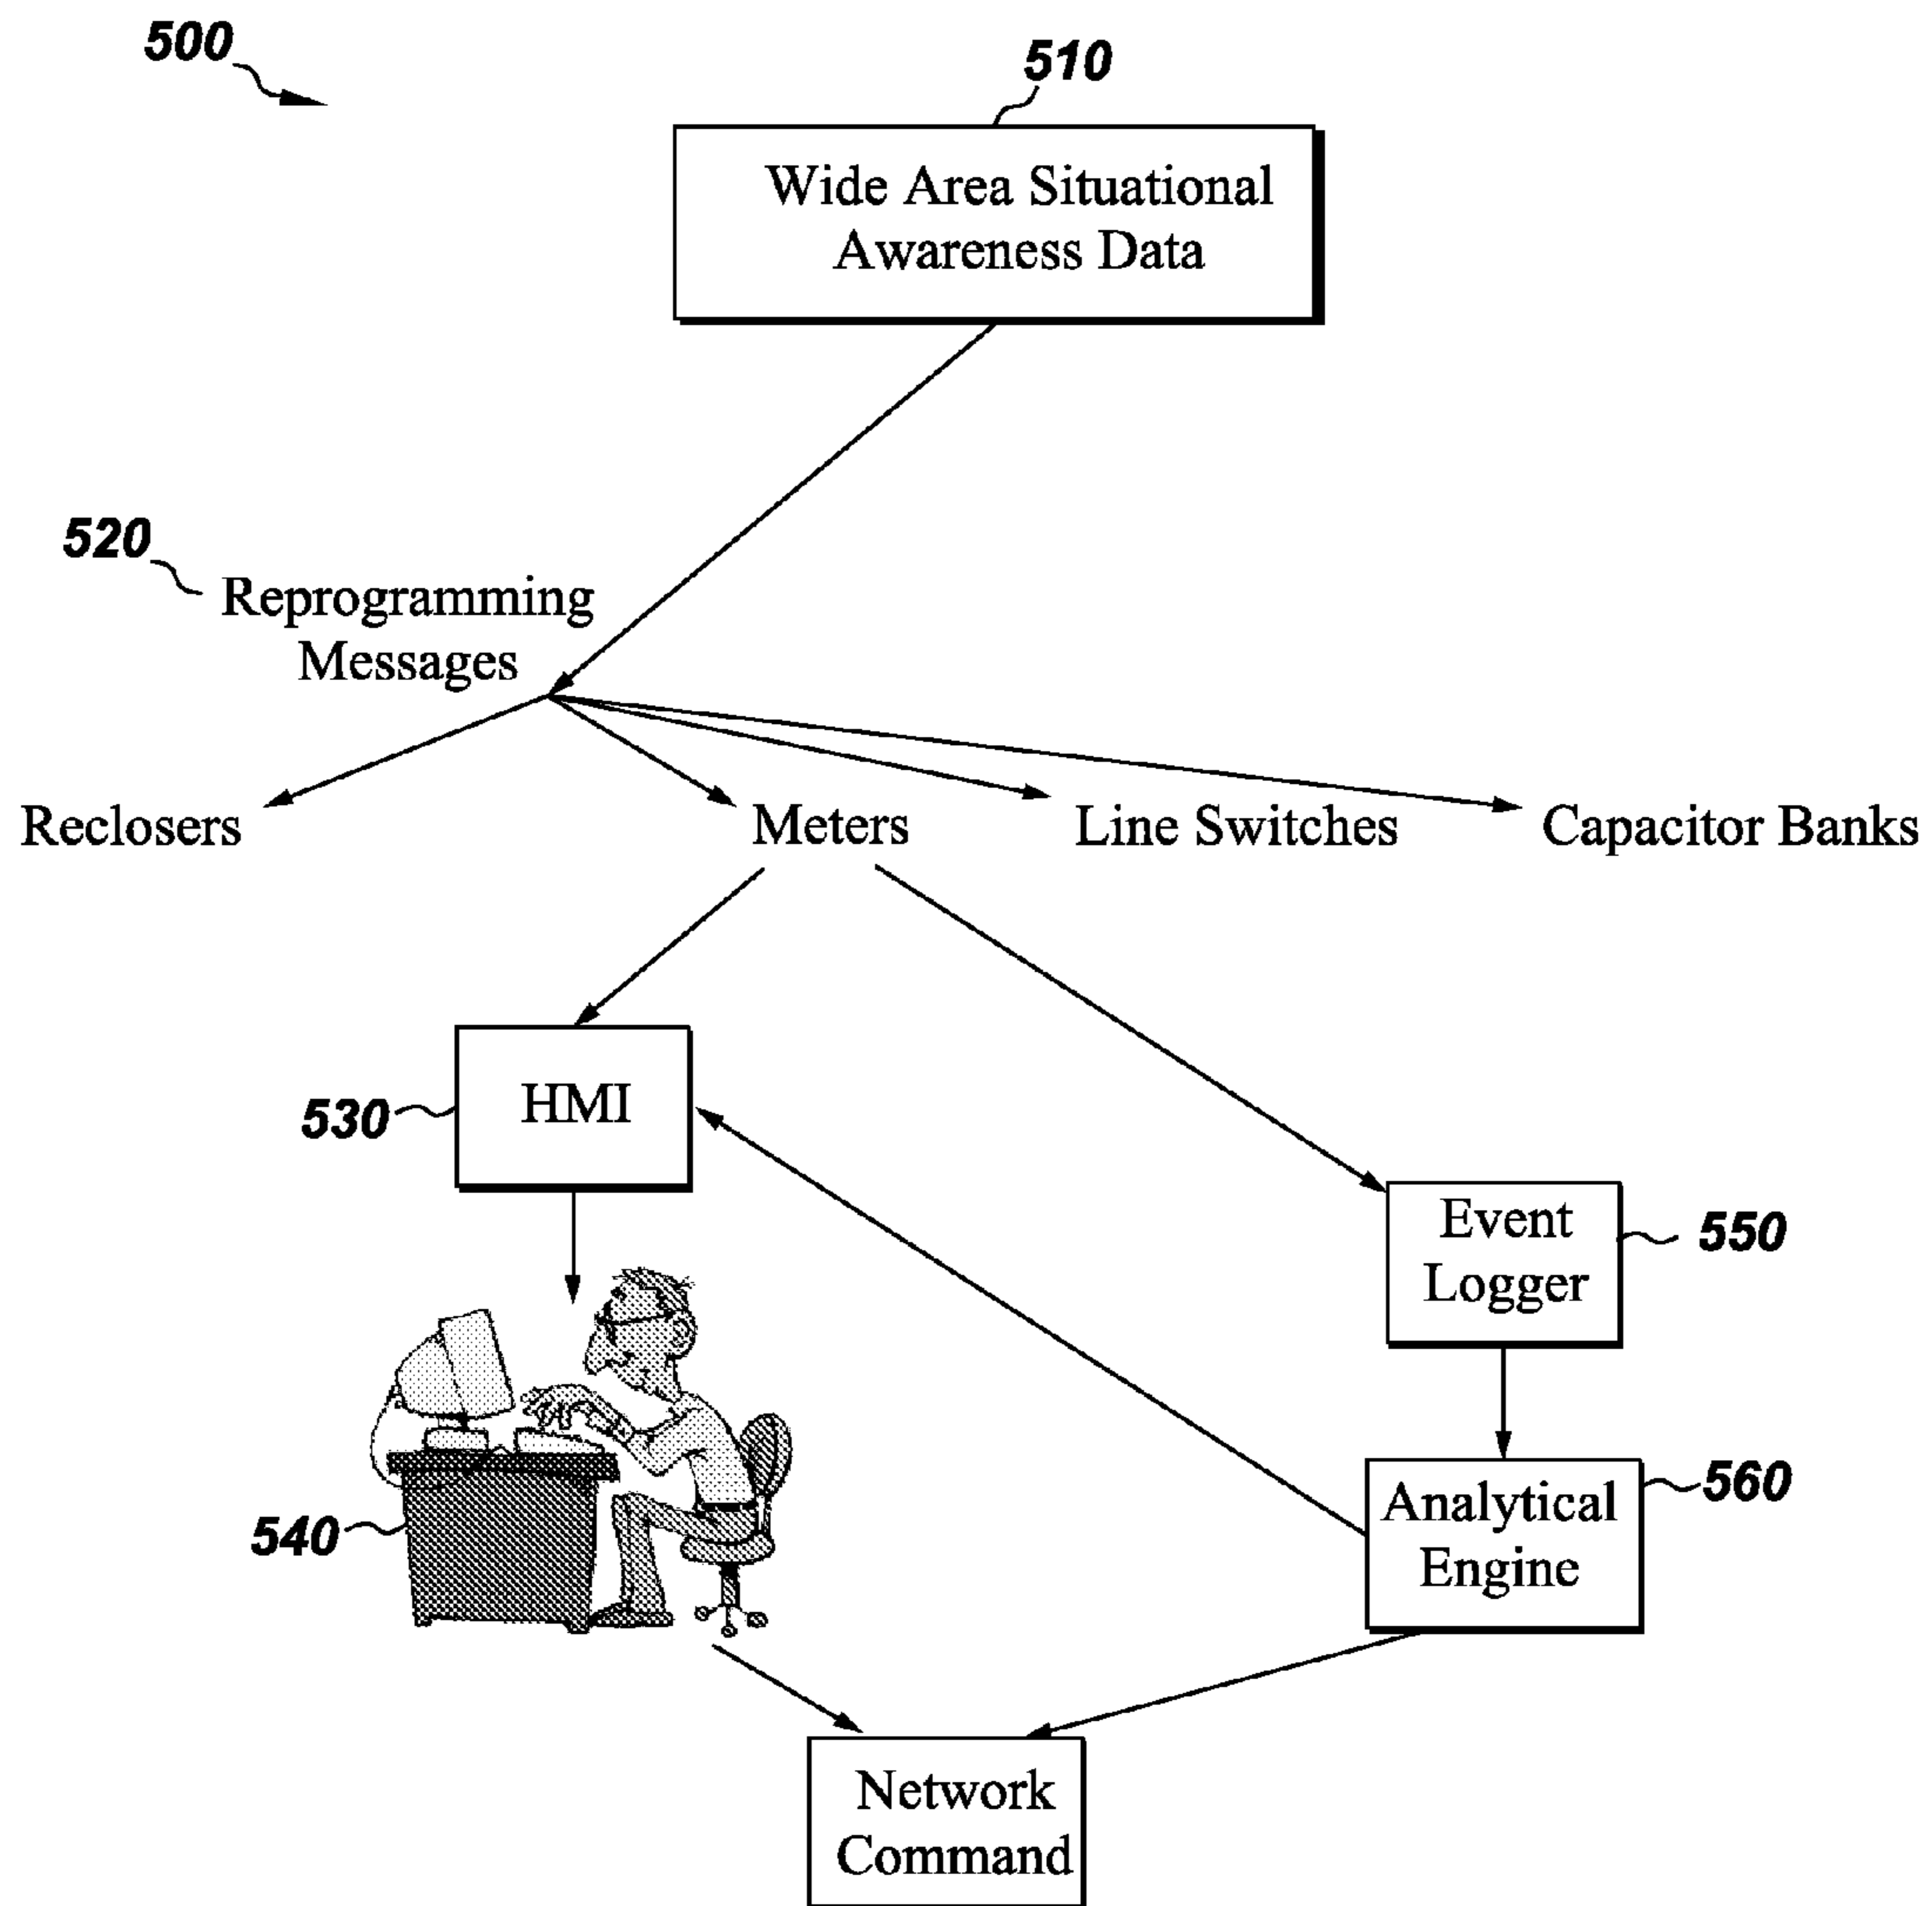 500
510
Wide Area Situational
Awareness Data
520
Reprogramming
Messages
Reclosers
Meters
Line Switches
Capacitor Banks
HMI
530
Event
Logger
550
540
Analytical
Engine
560
Network
Command